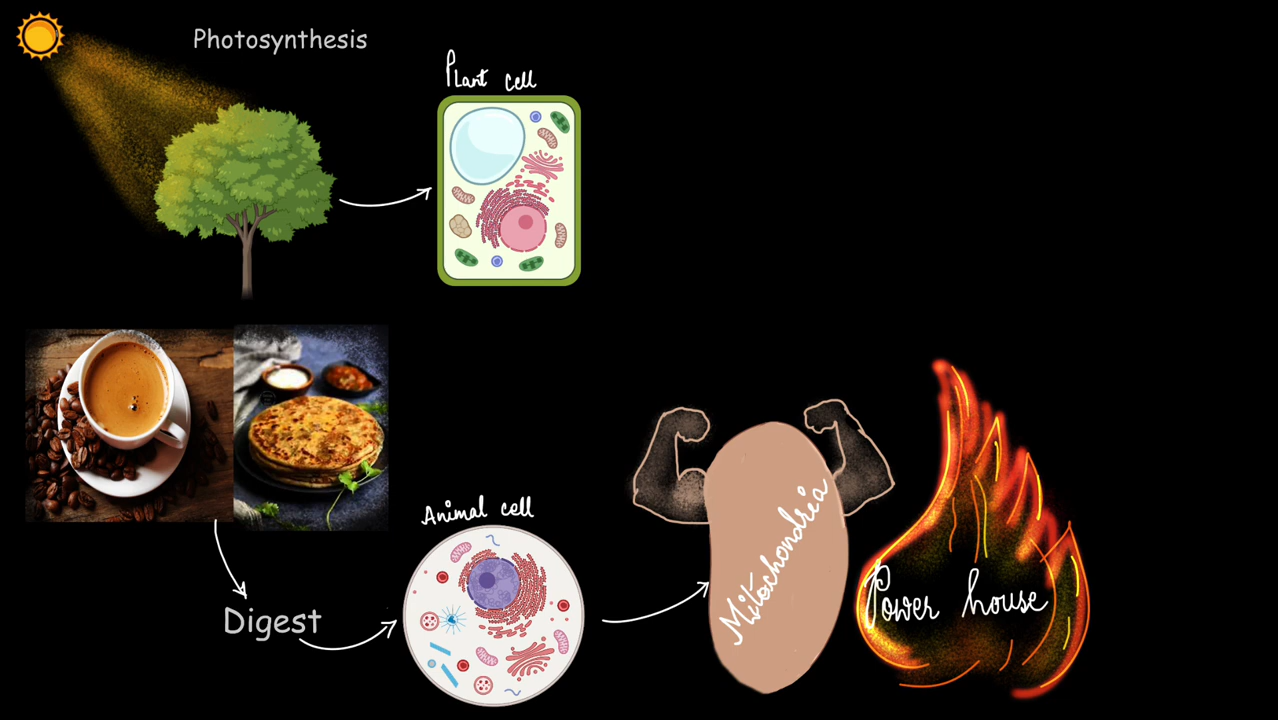 Photosynthesis
Plant cell
Digest
Animal cell
Mitochondria
Power house